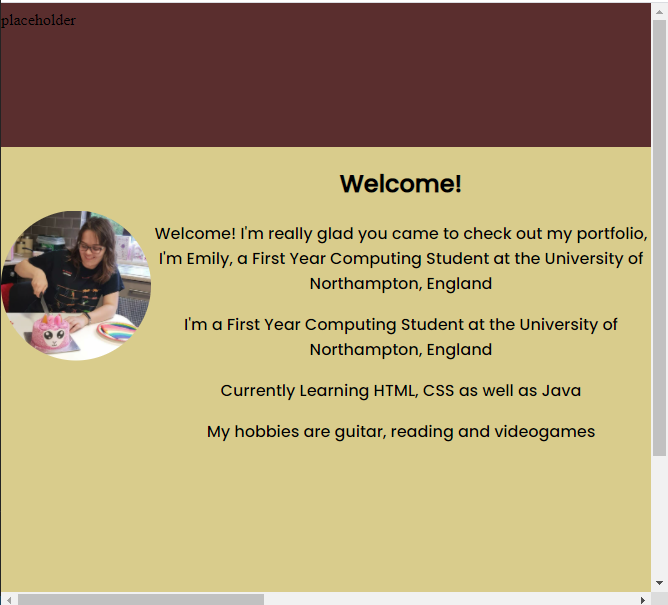 placeholder
Welcome!
Welcome! I'm really glad you came to check out my portfolio,
I'm Emily, a First Year Computing Student at the University of
Northampton, England
I'm a First Year Computing Student at the University of
Northampton, England
Currently Learning HTML, CSS as well as Java
My hobbies are guitar, reading and videogames